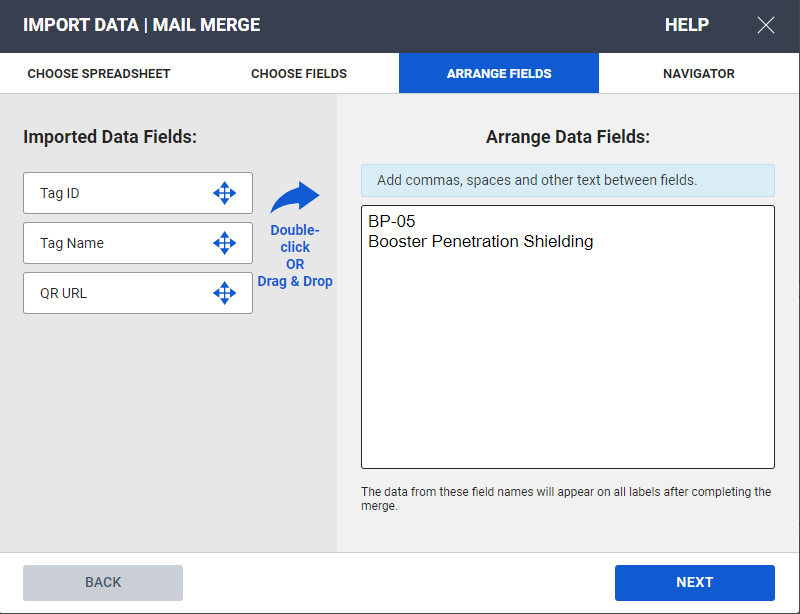 IMPORT DATA | MAIL MERGE
HELP
CHOOSE SPREADSHEET
CHOOSE FIELDS
ARRANGE FIELDS
NAVIGATOR
Imported Data Fields:
Tag ID
Tag Name
QR URL
Double-
click
OR
Drag & Drop
Arrange Data Fields:
Add commas, spaces and other text between fields.
BP-05
Booster Penetration Shielding
The data from these field names will appear on all labels after completing the
merge.
BACK
NEXT